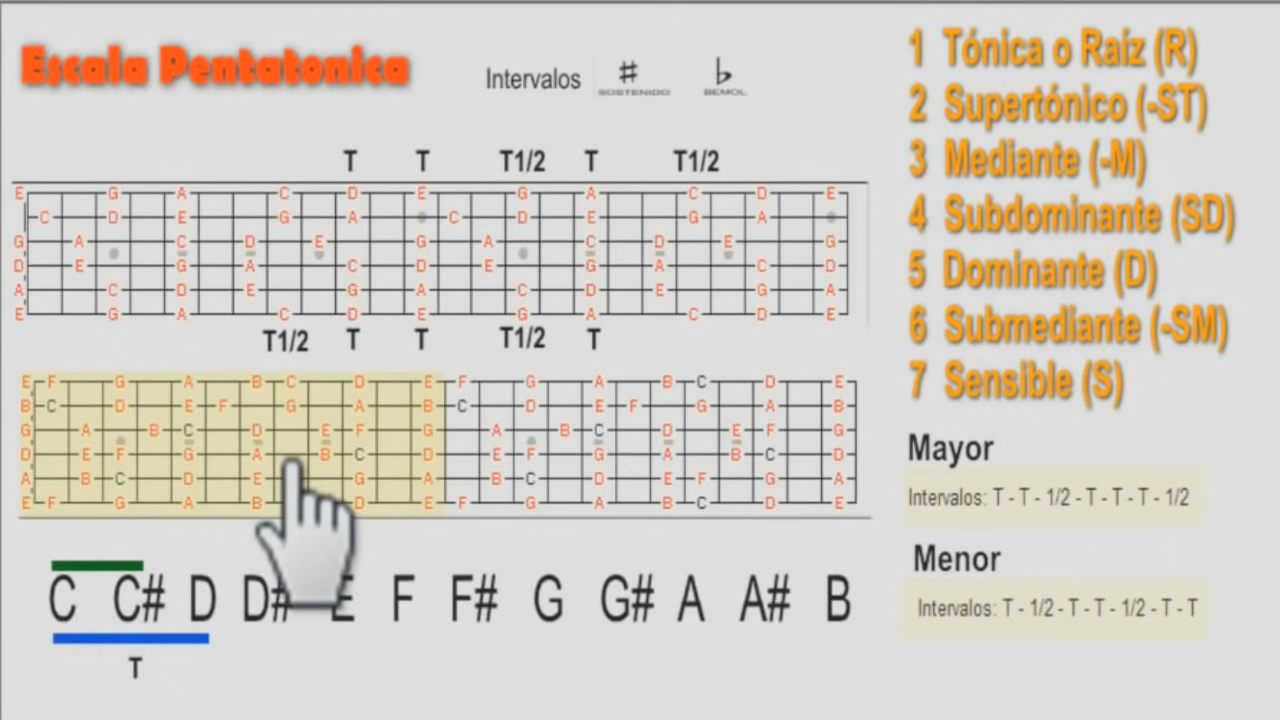 Escala Pentatonica
Intervalos # ♭
SOSTENIDO BEMOL
T T T1/2 T T1/2
E G A C D E G A C D E
C D E G A E C D E G A
G A C D E G A C D E G
D E G A C D E G A C D
A C D E G A C D E G A
E G A C D E G A C D E
T1/2 T T T1/2 T
E F G A B C D E F G A B C D E
B C D E F G A B C D E F G A B
G A B C D E F G A B C D E F G
D E F G A B C D E F G A B C D
A B C D E G A B C D E F G A
E F G A B D E F G A B C D E
C C# D D# E F F# G G# A A# B
T
1 Tónica o Raíz (R)
2 Supertónico (-ST)
3 Mediante (-M)
4 Subdominante (SD)
5 Dominante (D)
6 Submediante (-SM)
7 Sensible (S)
Mayor
Intervalos: T - T - 1/2 - T - T - T - 1/2
Menor
Intervalos: T - 1/2 - T - T - 1/2 - T - T